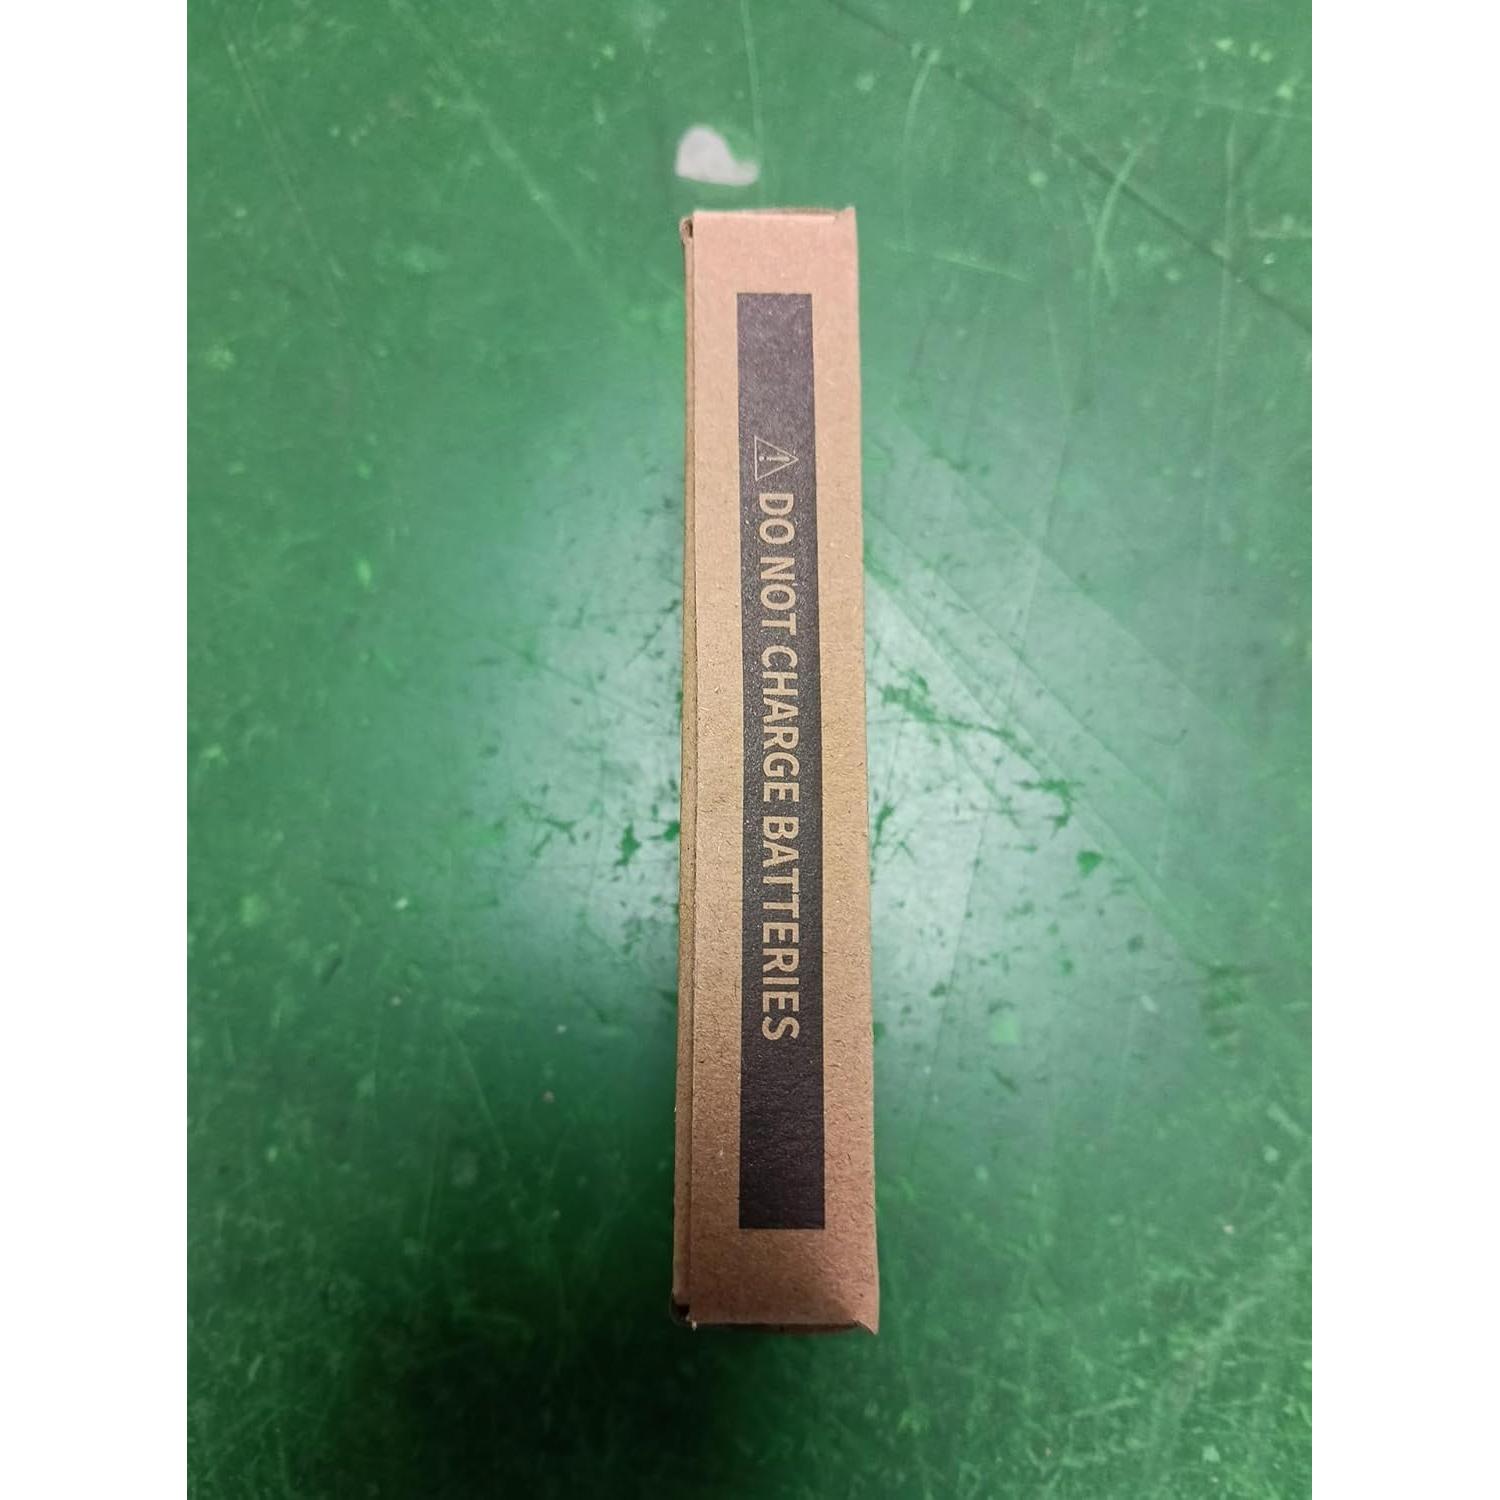 ⚠ DO NOT CHARGE BATTERIES